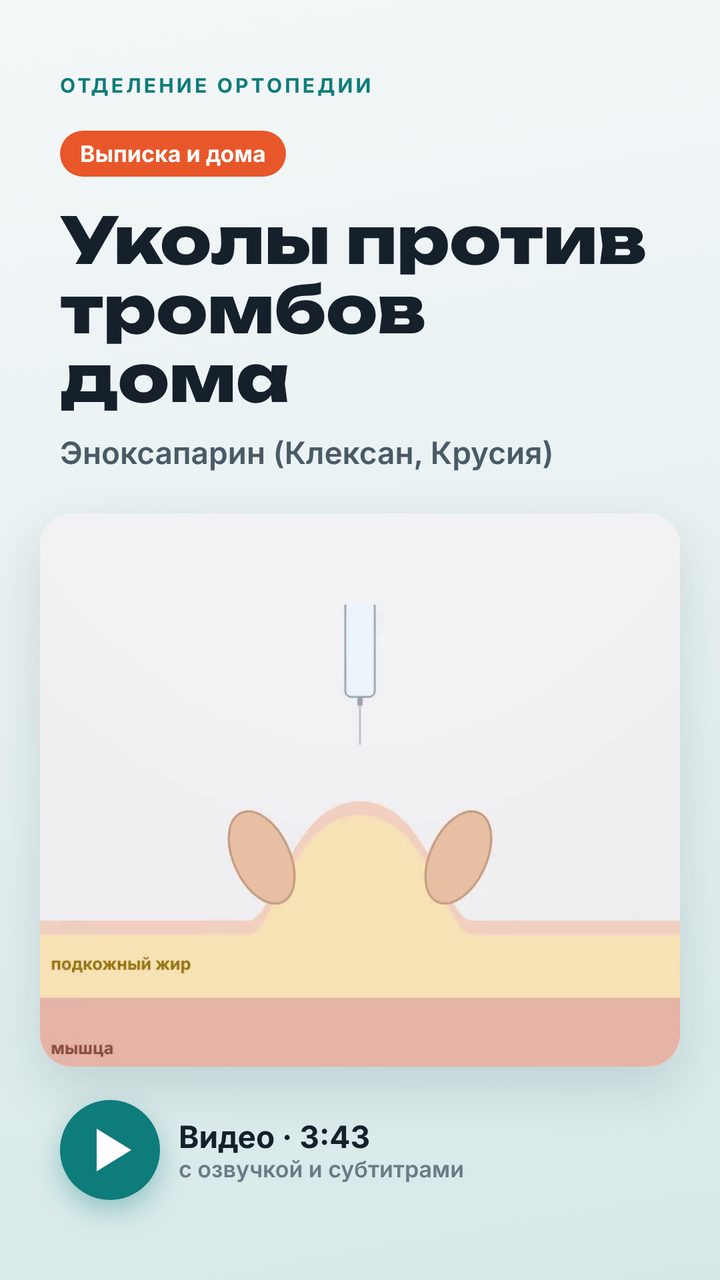 ОТДЕЛЕНИЕ ОРТОПЕДИИ
Выписка и дома
Уколы против
тромбов
дома
Эноксапарин (Клексан, Крусия)
подкожный жир
мышца
Видео · 3:43
с озвучкой и субтитрами